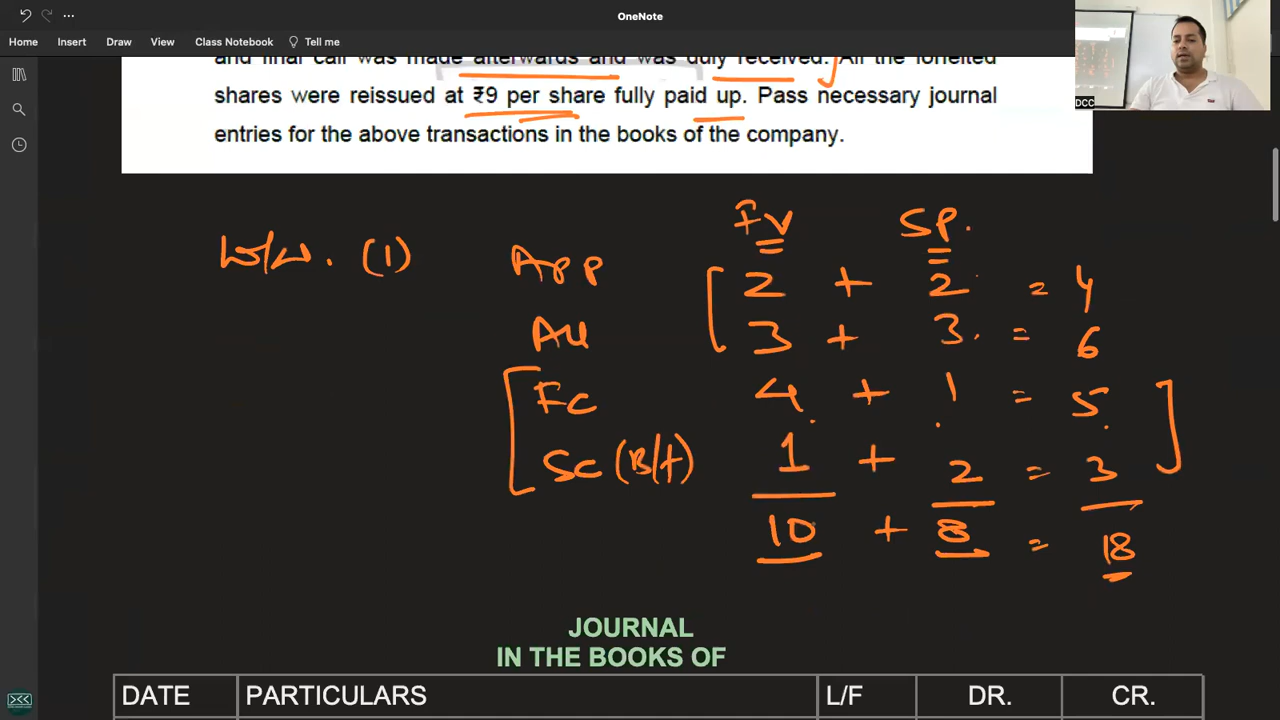 OneNote
Home Insert Draw View Class Notebook Tell me
and final call was made afterwards and was duly received. All the forfeited
shares were reissued at ₹9 per share fully paid up. Pass necessary journal
entries for the above transactions in the books of the company.
DCC
FV SP.
W/W. (1) App 2 + 2 = 4
All 3 + 3. = 6
FC 4 + 1 = 5
SC (B/f) 1 + 2 = 3
10 + 8 = 18
JOURNAL
IN THE BOOKS OF
DATE PARTICULARS L/F DR. CR.